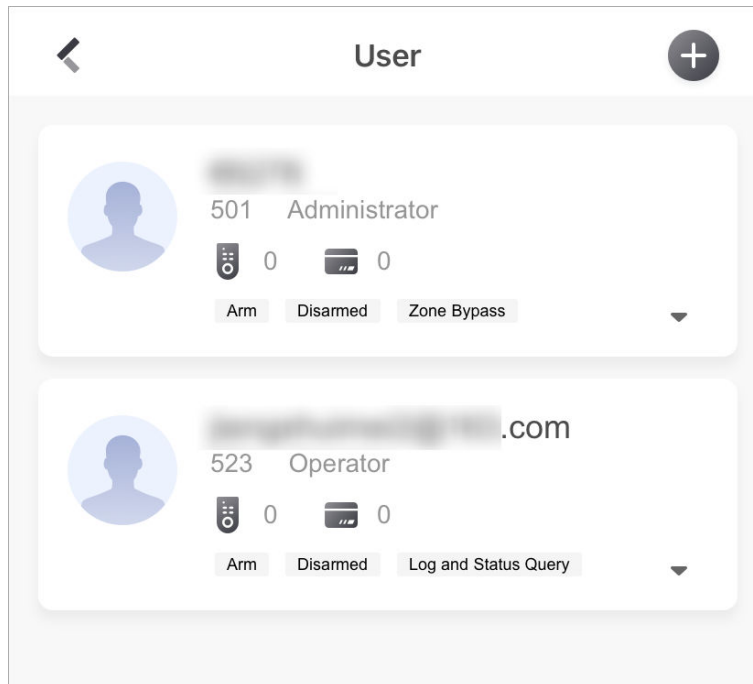 User
501 Administrator
0 0
Arm Disarmed Zone Bypass
.com
523 Operator
0 0
Arm Disarmed Log and Status Query